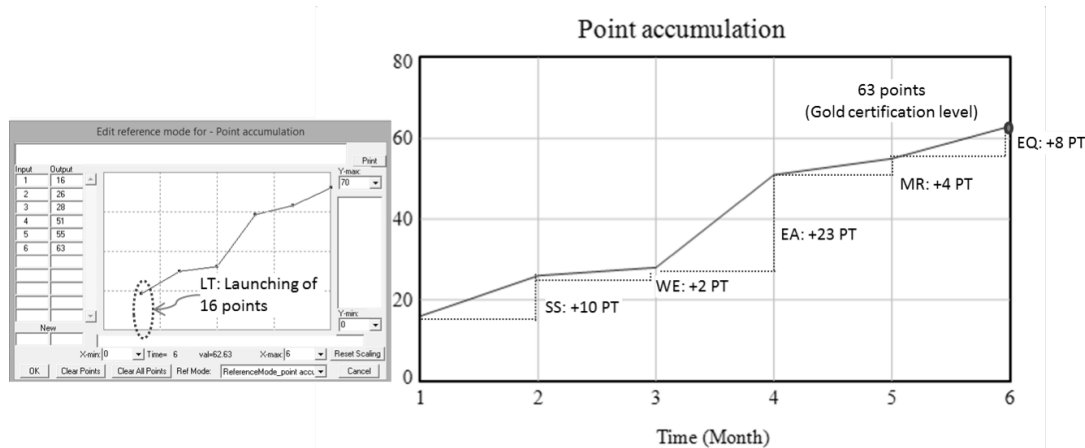 Edit reference mode for - Point accumulation
Print
Input Output
Y-max:
70
1 16
2 26
3 28
4 51
5 55
6 63
LT: Launching of
16 points
New
Y-min:
0
X-min: 0 Time= 6 val=62.63 X-max: 6 Reset Scaling
OK Clear Points Clear All Points Ref Mode: ReferenceMode_point accu Cancel
Point accumulation
80
60
40
20
0
63 points
(Gold certification level)
EQ: +8 PT
MR: +4 PT
EA: +23 PT
WE: +2 PT
SS: +10 PT
1 2 3 4 5 6
Time (Month)